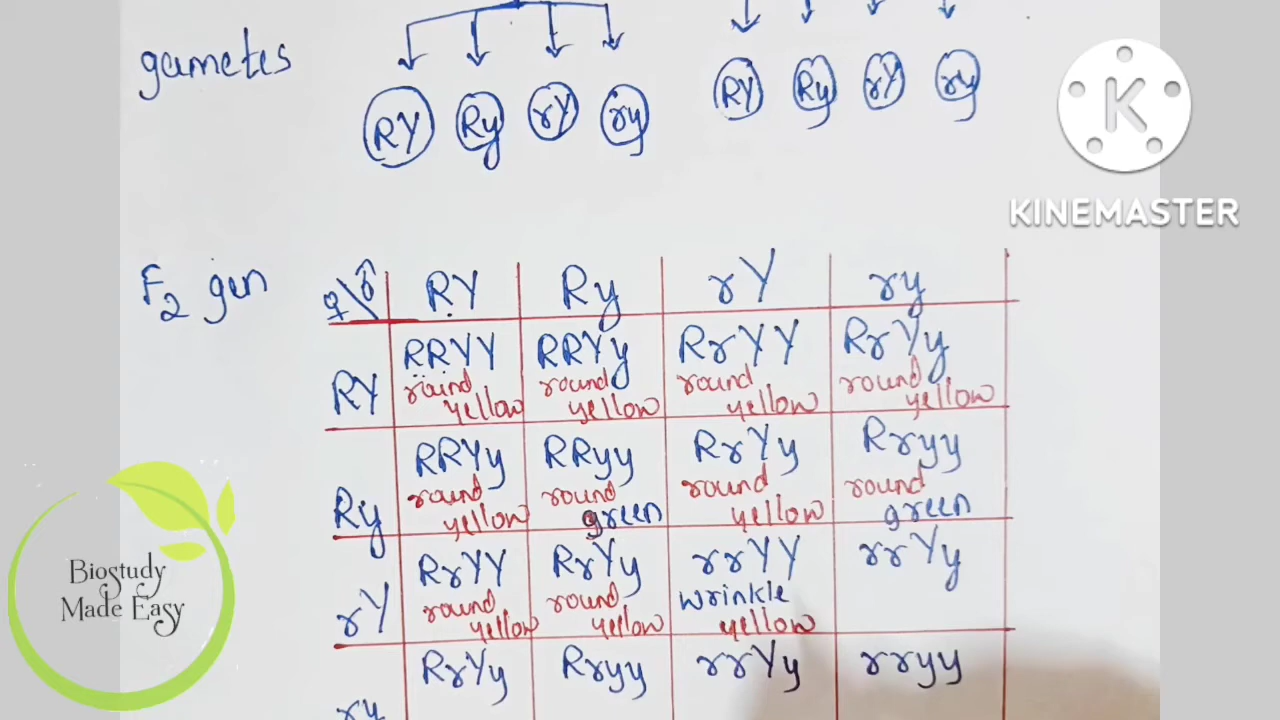 gametes
RY Ry rY ry RY Ry rY ry
KINEMASTER
F2 gen
♀\♂ RY Ry rY ry
RY RRYY RRYy RrYY RrYy
round round round round
yellow yellow yellow yellow
Ry RRYy RRyy RrYy Rryy
round round round round
yellow green yellow green
rY RrYY RrYy rrYY rrYy
round round wrinkle
yellow yellow yellow
ry RrYy Rryy rrYy rryy
Biostudy
Made Easy